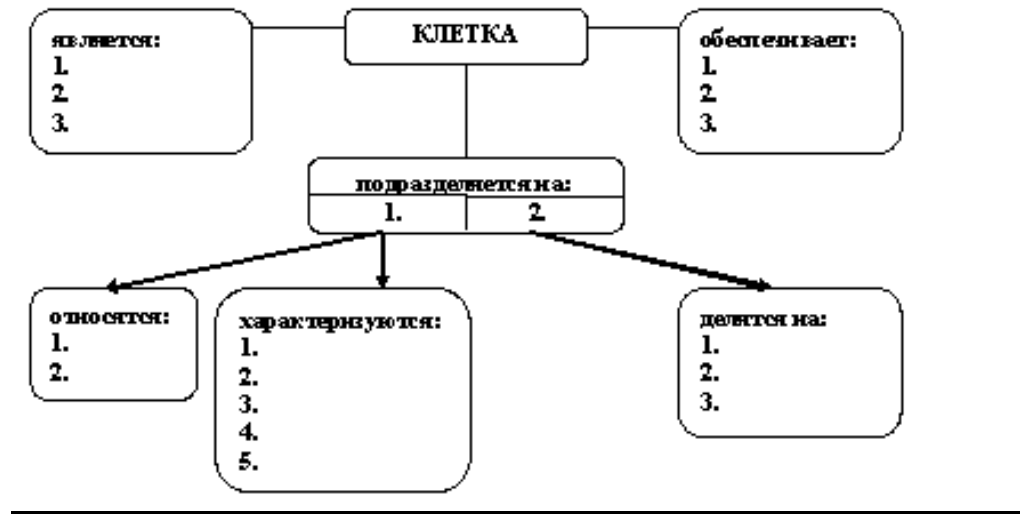 КЛЕТКА
является:
1.
2.
3.
обеспечивает:
1.
2.
3.
подразделяется на:
1. 2.
относятся:
1.
2.
характеризуются:
1.
2.
3.
4.
5.
делятся на:
1.
2.
3.